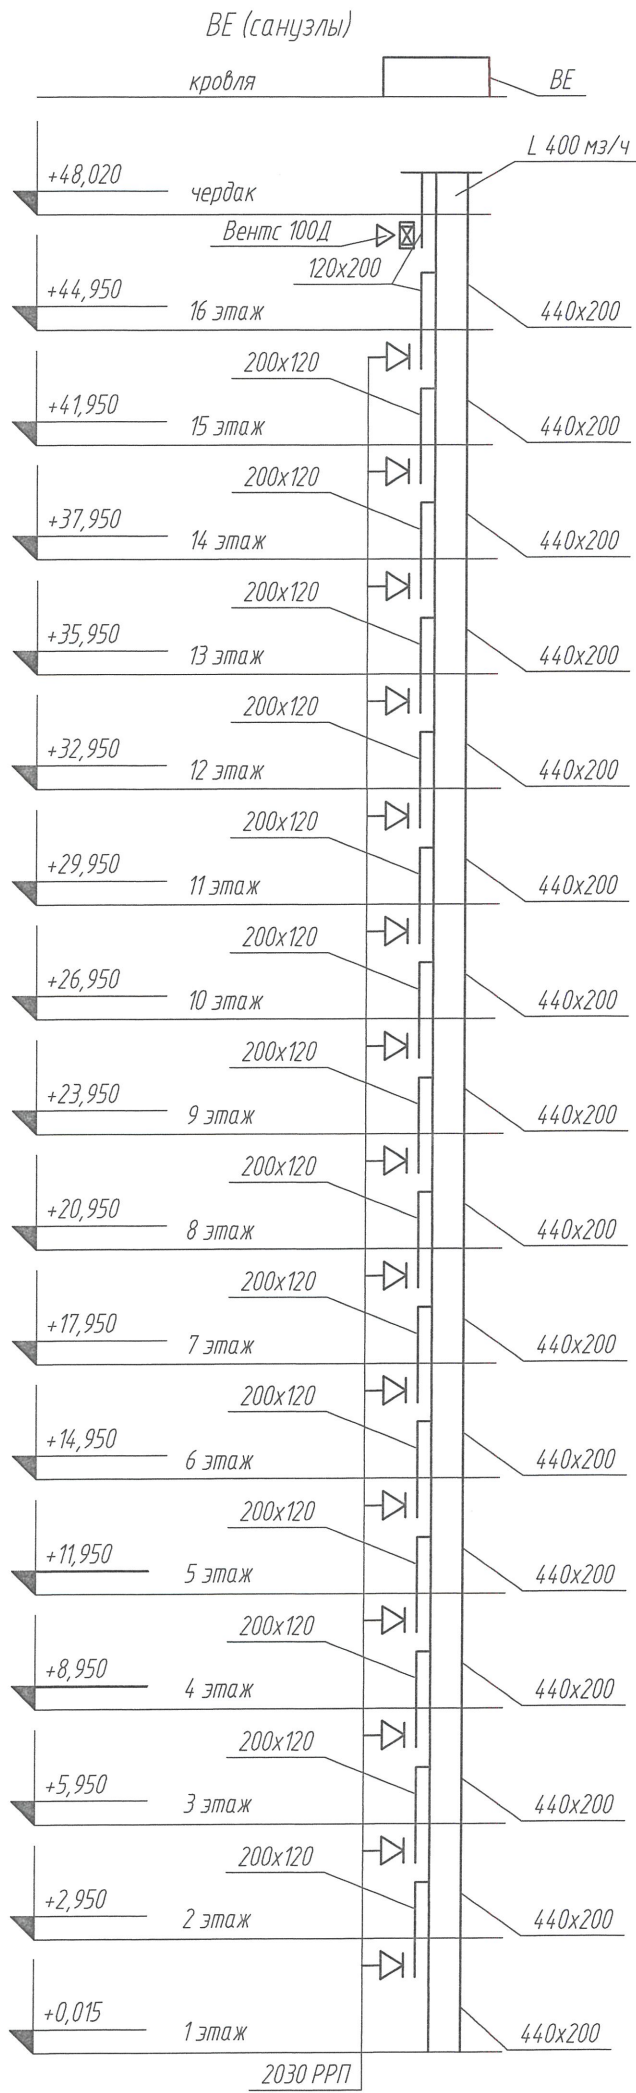 ВЕ (санузлы)
кровля
ВЕ
L 400 мз/ч
+48,020
чердак
Вентс 100Д
120х200
+44,950
16 этаж
440х200
200х120
+41,950
15 этаж
440х200
200х120
+37,950
14 этаж
440х200
200х120
+35,950
13 этаж
440х200
200х120
+32,950
12 этаж
440х200
200х120
+29,950
11 этаж
440х200
200х120
+26,950
10 этаж
440х200
200х120
+23,950
9 этаж
440х200
200х120
+20,950
8 этаж
440х200
200х120
+17,950
7 этаж
440х200
200х120
+14,950
6 этаж
440х200
200х120
+11,950
5 этаж
440х200
200х120
+8,950
4 этаж
440х200
200х120
+5,950
3 этаж
440х200
200х120
+2,950
2 этаж
440х200
+0,015
1 этаж
440х200
2030 РРП